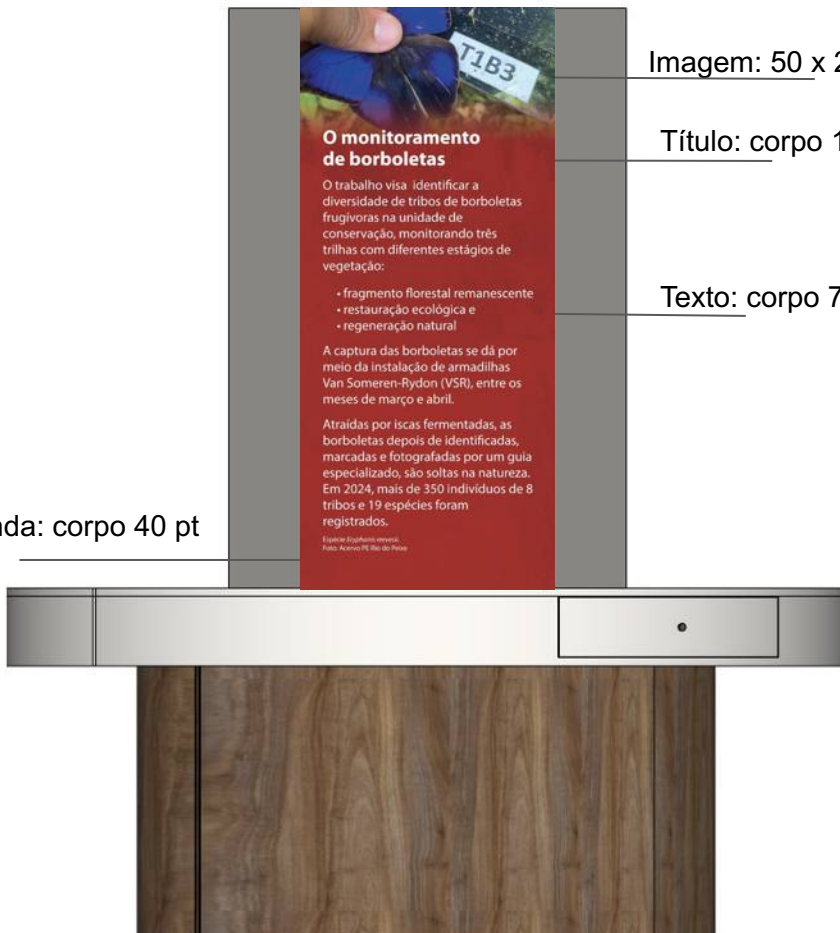 T1B3
Imagem: 50 x 2
O monitoramento
de borboletas
Título: corpo 1
O trabalho visa identificar a
diversidade de tribos de borboletas
frugívoras na unidade de
conservação, monitorando três
trilhas com diferentes estágios de
vegetação:
• fragmento florestal remanescente
• restauração ecológica e
• regeneração natural
Texto: corpo 7
A captura das borboletas se dá por
meio da instalação de armadilhas
Van Someren-Rydon (VSR), entre os
meses de março e abril.
Atraídas por iscas fermentadas, as
borboletas depois de identificadas,
marcadas e fotografadas por um guia
especializado, são soltas na natureza.
Em 2024, mais de 350 indivíduos de 8
tribos e 19 espécies foram
registrados.
nda: corpo 40 pt
Espécie Eryphanis reevesii.
Foto: Acervo PE Rio do Peixe